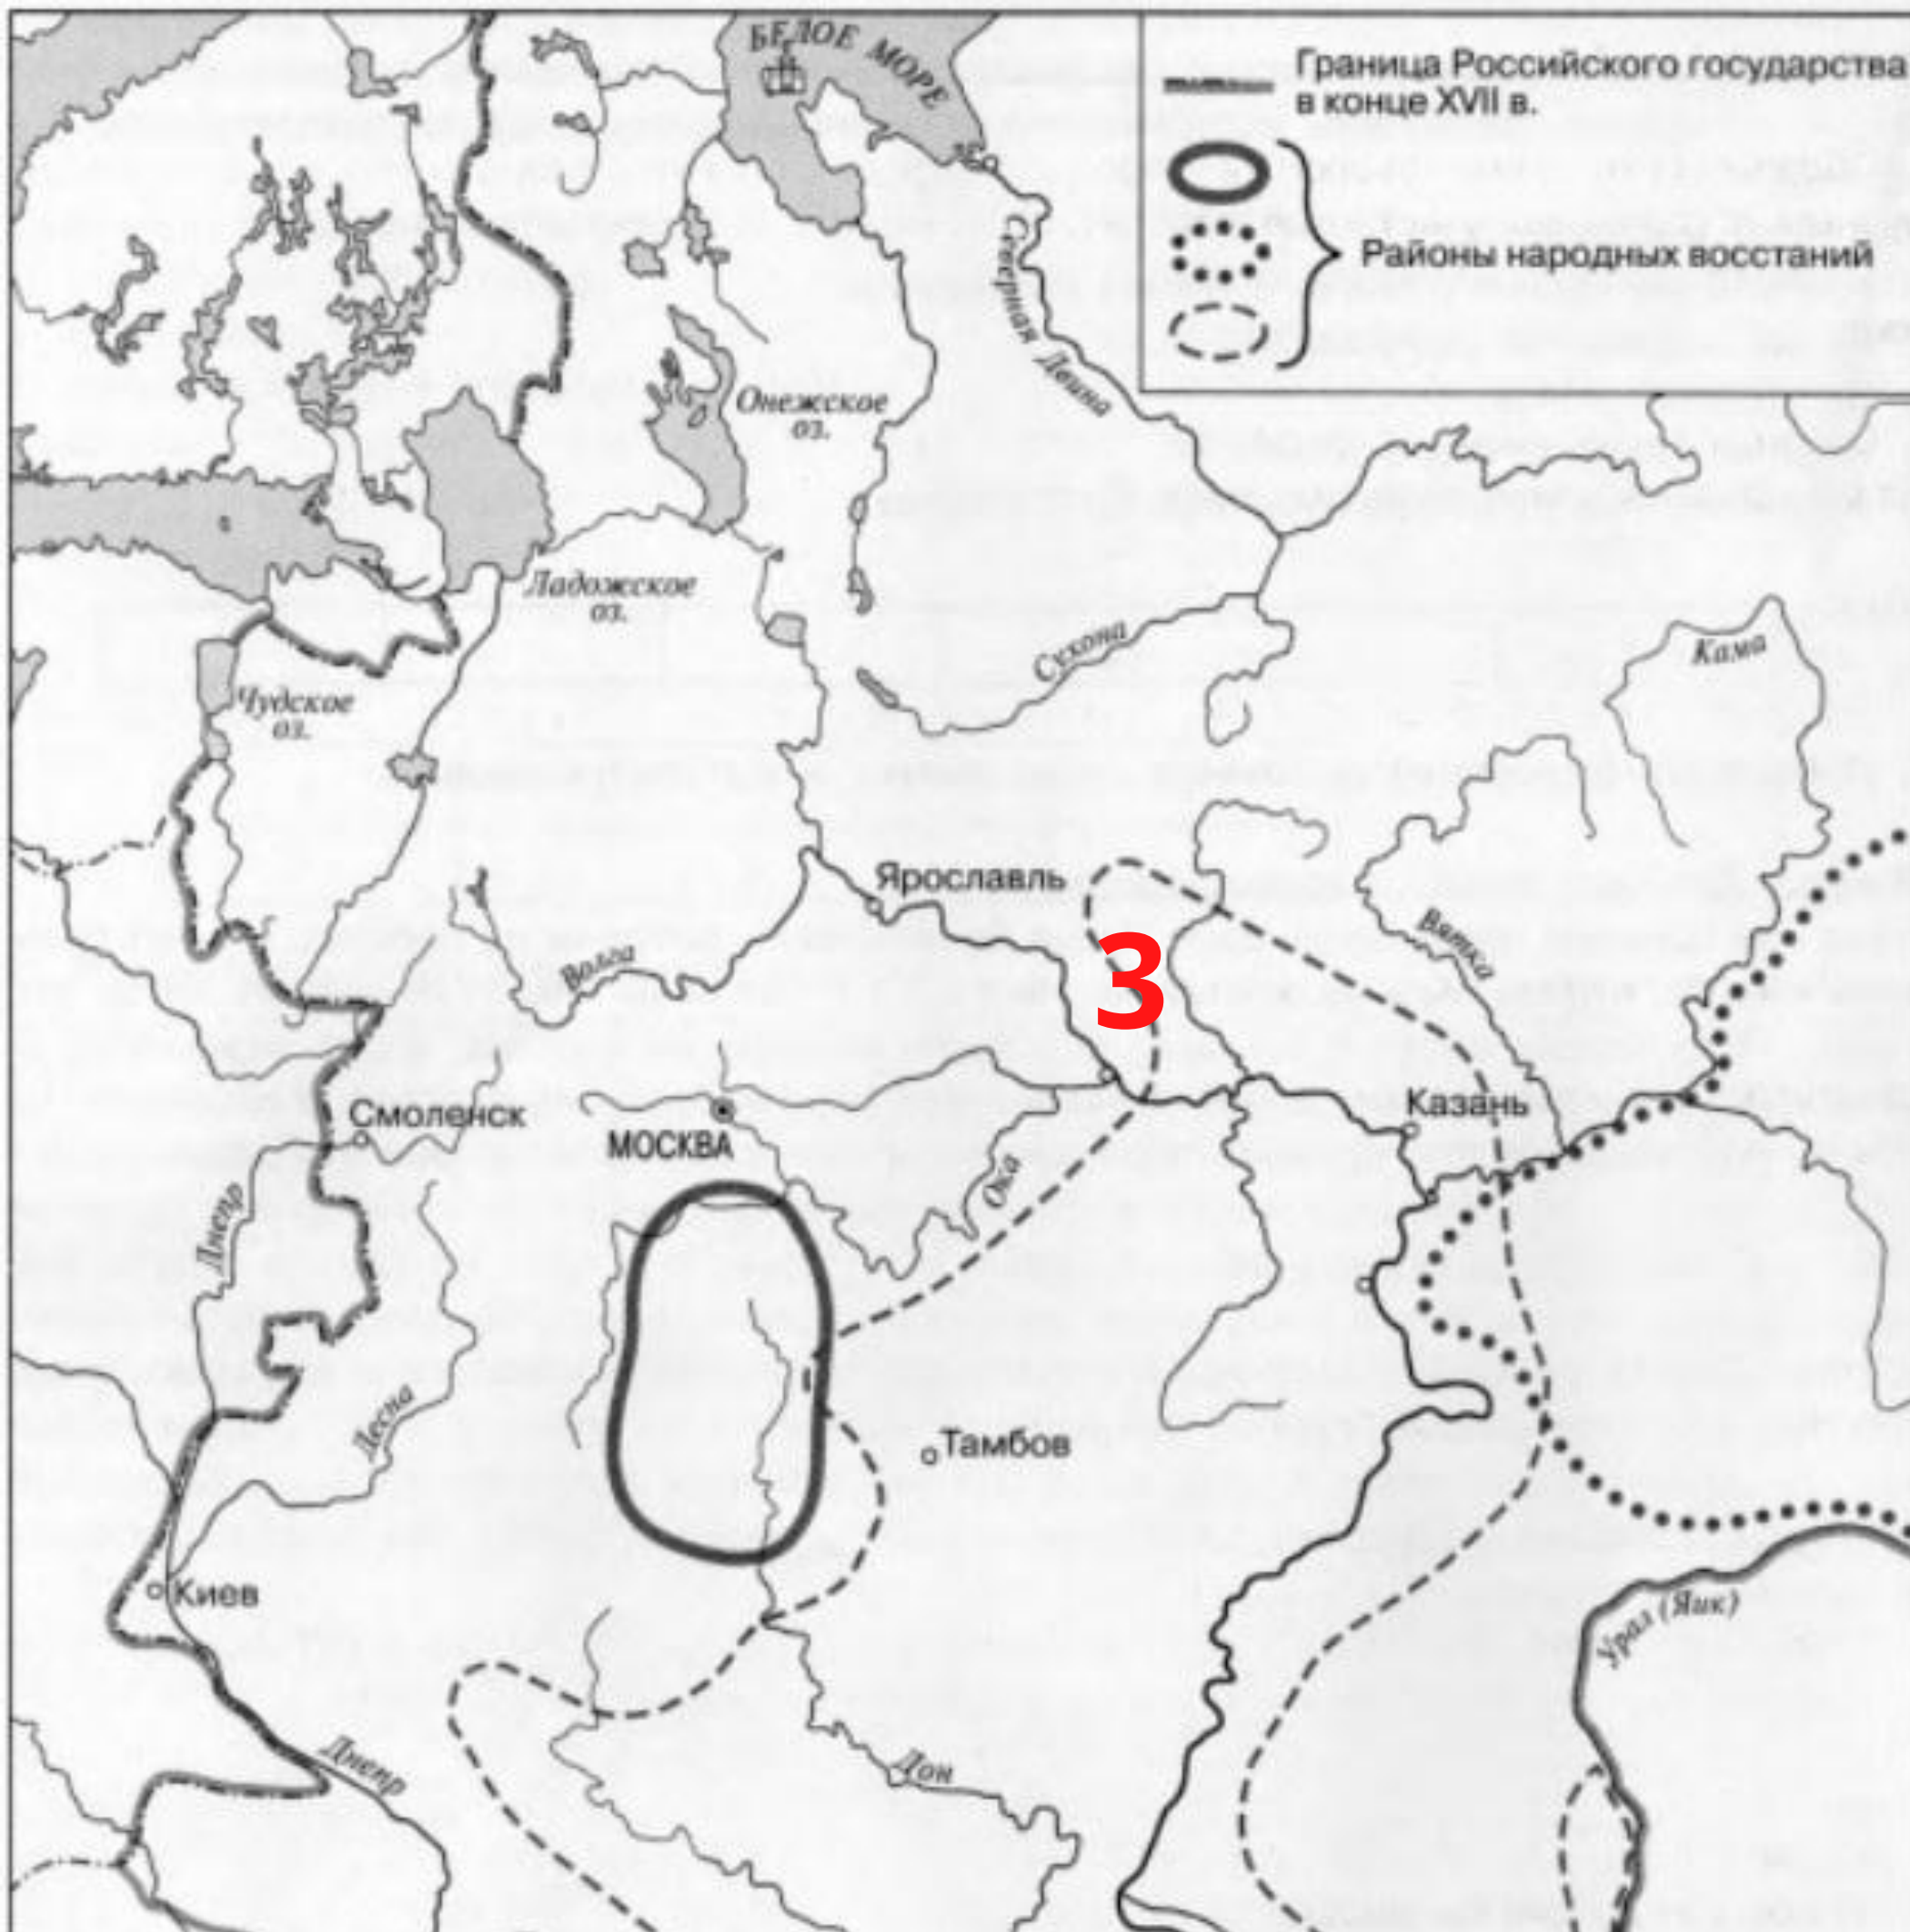 БЕЛОЕ МОРЕ
Граница Российского государства
в конце XVII в.
Районы народных восстаний
Северная Двина
Онежское
оз.
Ладожское
оз.
Сухона
Кама
Чудское
оз.
Ярославль
Вятка
Волга
3
Смоленск
МОСКВА
Казань
Ока
Днепр
Десна
Тамбов
Киев
Урал (Яик)
Днепр
Дон